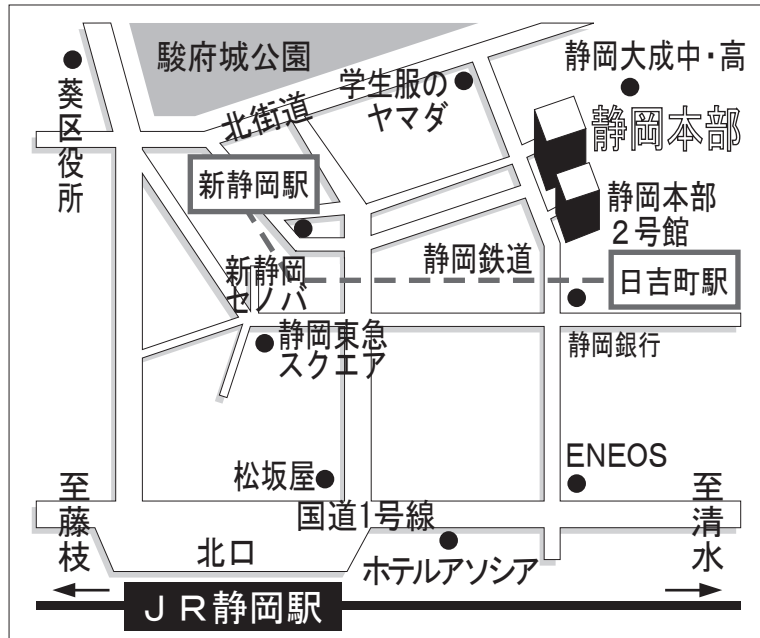 駿府城公園
静岡大成中・高
学生服の
ヤマダ
北街道
静岡本部
葵区役所
新静岡駅
静岡本部
２号館
静岡鉄道
新静岡
セノバ
日吉町駅
静岡東急
スクエア
静岡銀行
松坂屋
ENEOS
国道1号線
至藤枝
至清水
北口
ホテルアソシア
ＪＲ静岡駅